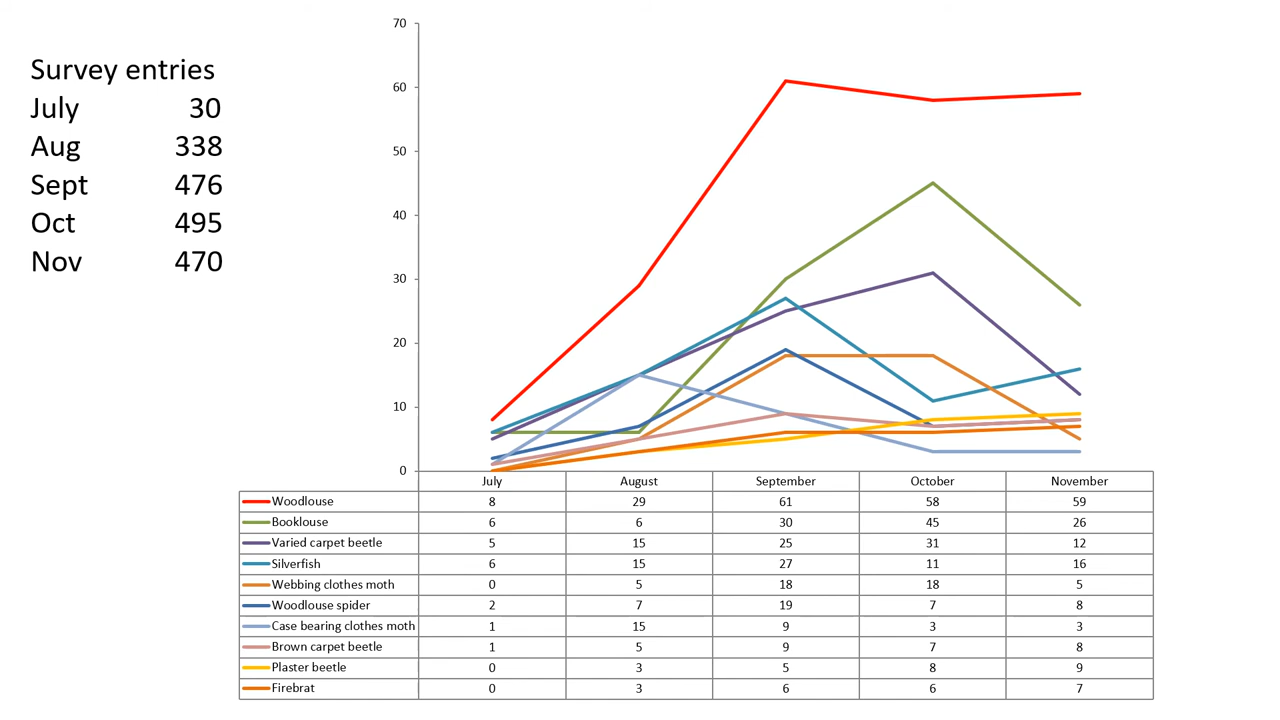 Survey entries
July 30
Aug 338
Sept 476
Oct 495
Nov 470
70
60
50
40
30
20
10
0
July August September October November
Woodlouse 8 29 61 58 59
Booklouse 6 6 30 45 26
Varied carpet beetle 5 15 25 31 12
Silverfish 6 15 27 11 16
Webbing clothes moth 0 5 18 18 5
Woodlouse spider 2 7 19 7 8
Case bearing clothes moth 1 15 9 3 3
Brown carpet beetle 1 5 9 7 8
Plaster beetle 0 3 5 8 9
Firebrat 0 3 6 6 7